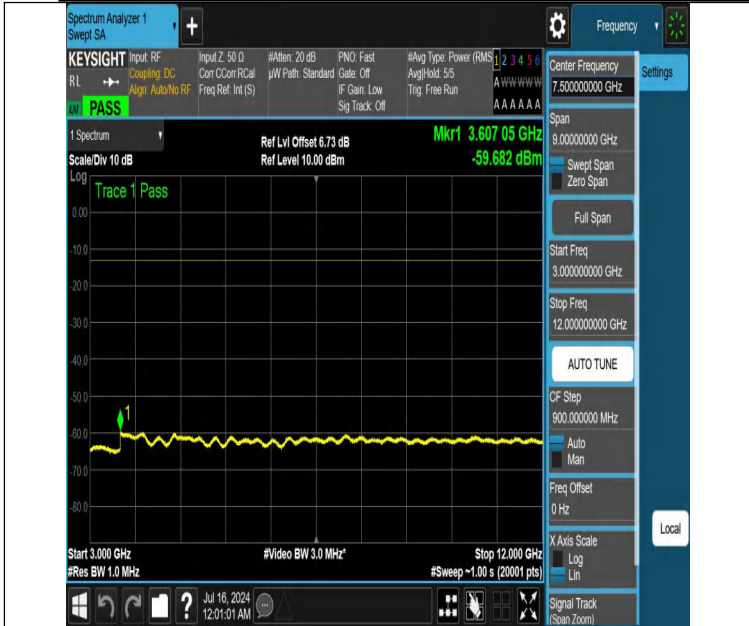 Spectrum Analyzer 1
Swept SA
+
Frequency
KEYSIGHT
RL
PASS
Input: RF
Coupling: DC
Align: Auto/No RF
Input Z: 50 Ω
Corr CCorr RCal
Freq Ref: Int (S)
#Atten: 20 dB
µW Path: Standard
PNO: Fast
Gate: Off
IF Gain: Low
Sig Track: Off
#Avg Type: Power (RMS
Avg|Hold: 5/5
Trig: Free Run
1 2 3 4 5 6
A W W W W W
A A A A A A
1 Spectrum
Scale/Div 10 dB
Ref Lvl Offset 6.73 dB
Ref Level 10.00 dBm
Mkr1 3.607 05 GHz
-59.682 dBm
Log
Trace 1 Pass
0.00
-10.0
-20.0
-30.0
-40.0
-50.0
-60.0
-70.0
-80.0
1
Start 3.000 GHz
#Res BW 1.0 MHz
#Video BW 3.0 MHz*
Stop 12.000 GHz
#Sweep ~1.00 s (20001 pts)
Jul 16, 2024
12:01:01 AM
Center Frequency
7.500000000 GHz
Span
9.00000000 GHz
Swept Span
Zero Span
Full Span
Start Freq
3.000000000 GHz
Stop Freq
12.000000000 GHz
AUTO TUNE
CF Step
900.000000 MHz
Auto
Man
Freq Offset
0 Hz
X Axis Scale
Log
Lin
Signal Track
(Span Zoom)
Settings
Local